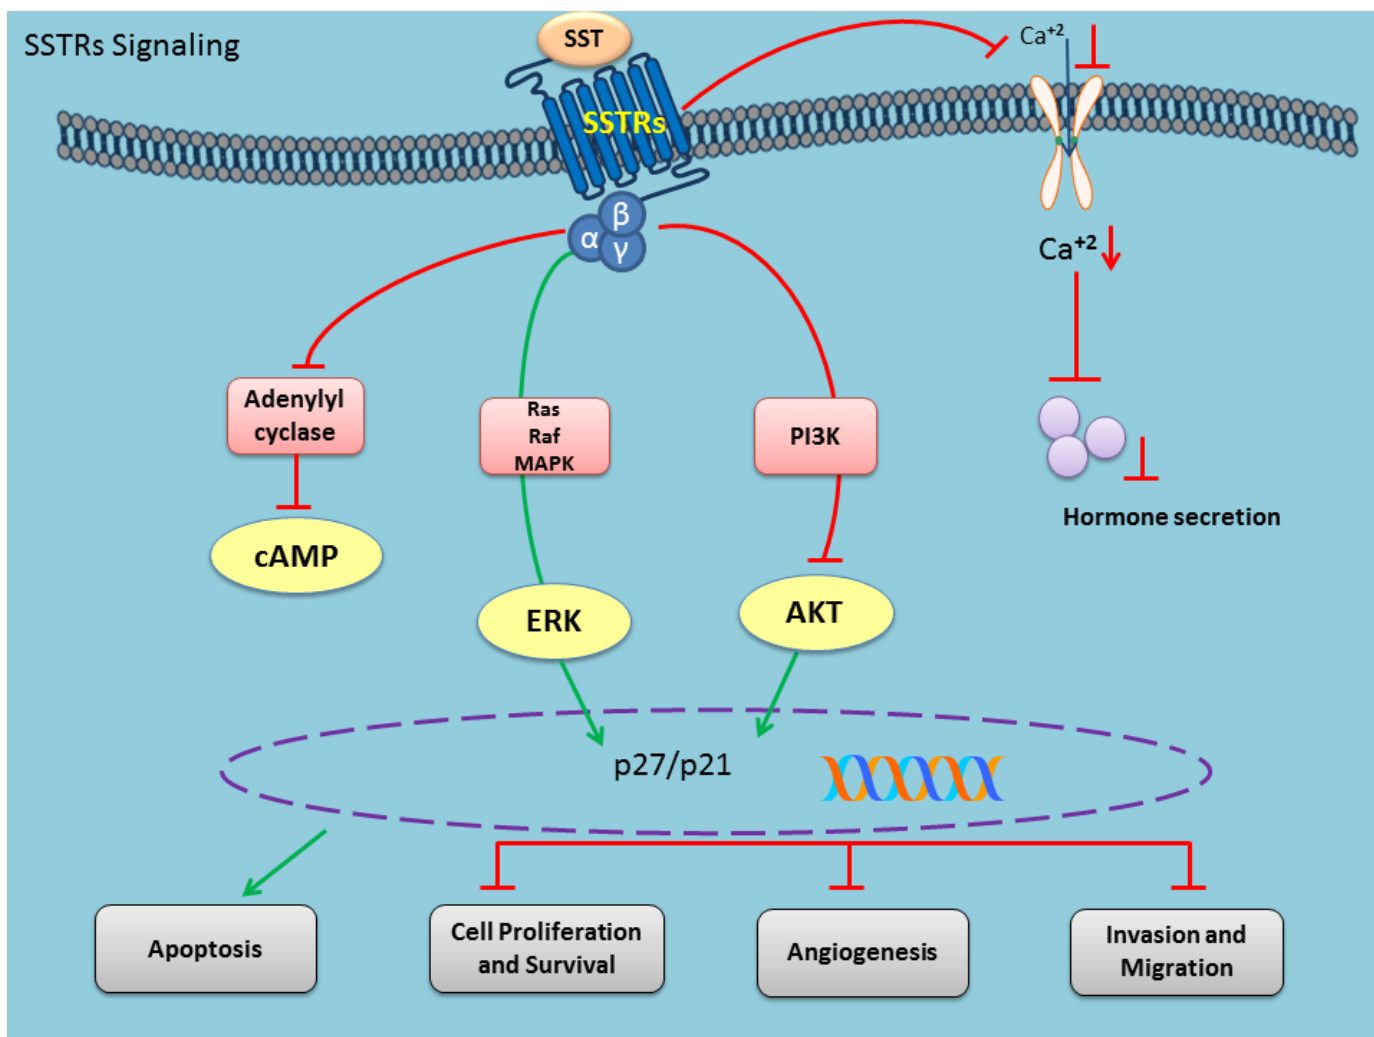 SSTRs Signaling
SST
SSTRs
Ca⁺²
β
α
γ
Ca⁺²
Adenylyl
cyclase
Ras
Raf
MAPK
PI3K
cAMP
ERK
AKT
Hormone secretion
p27/p21
Apoptosis
Cell Proliferation
and Survival
Angiogenesis
Invasion and
Migration